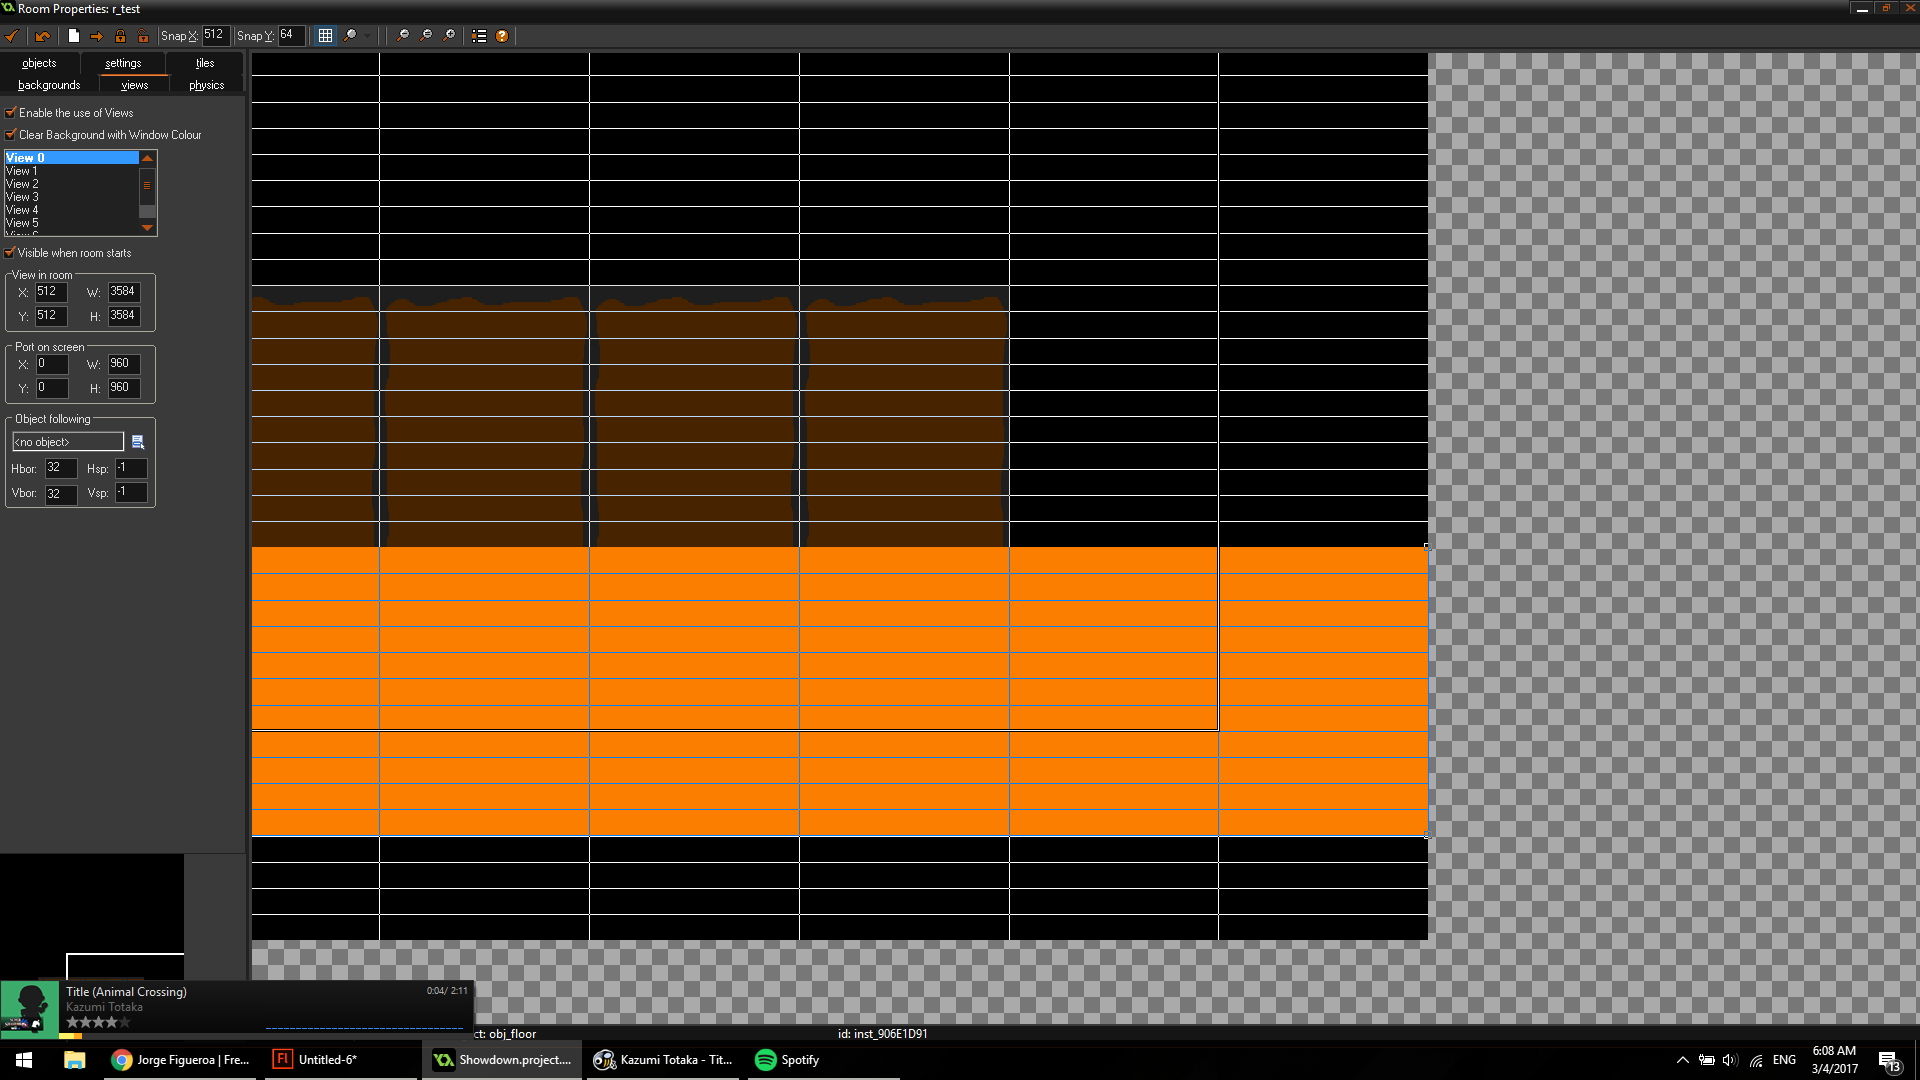 Room Properties: r_test
Snap X: 512 Snap Y: 64
objects settings tiles
backgrounds views physics
Enable the use of Views
Clear Background with Window Colour
View 0
View 1
View 2
View 3
View 4
View 5
Visible when room starts
View in room
X: 512 W: 3584
Y: 512 H: 3584
Port on screen
X: 0 W: 960
Y: 0 H: 960
Object following
<no object>
Hbor: 32 Hsp: -1
Vbor: 32 Vsp: -1
Title (Animal Crossing) 0:04/ 2:11
Kazumi Totaka
ct: obj_floor id: inst_906E1D91
Jorge Figueroa | Fre... Untitled-6* Showdown.project.... Kazumi Totaka - Tit... Spotify ENG 6:08 AM
3/4/2017 13